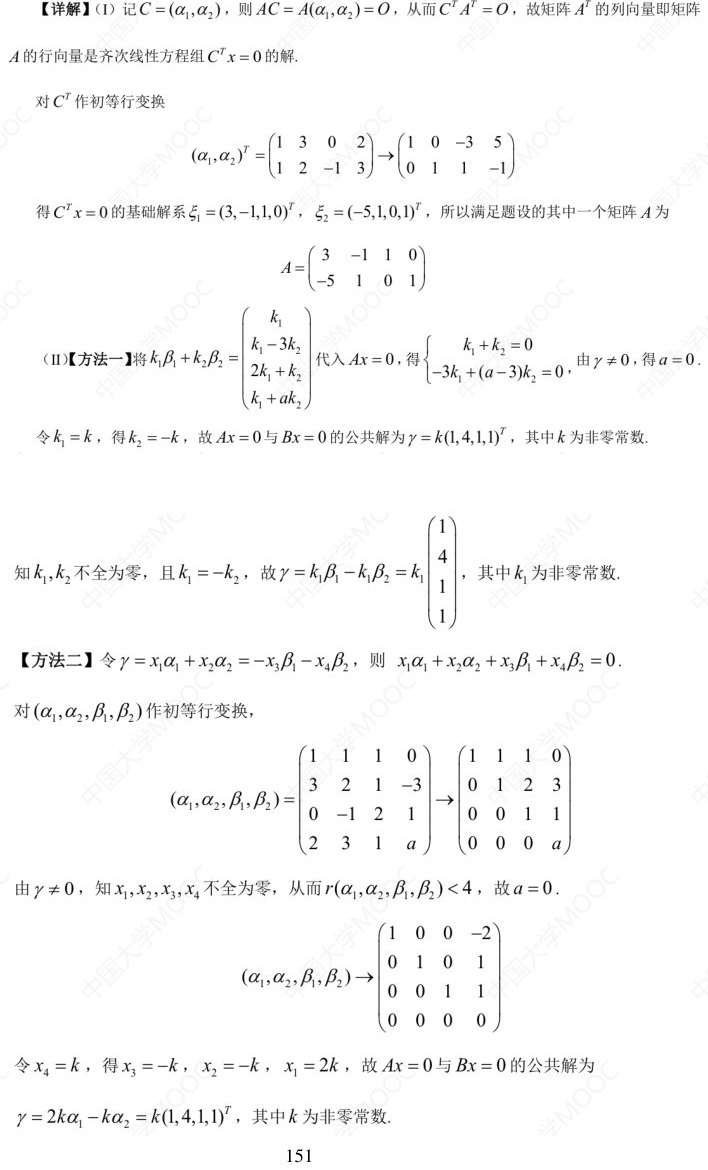 【详解】(I) 记 C = (α₁, α₂)，则 AC = A(α₁, α₂) = O，从而 CᵀAᵀ = O，故矩阵 Aᵀ 的列向量即矩阵
A 的行向量是齐次线性方程组 Cᵀx = 0 的解.
对 Cᵀ 作初等行变换
(α₁, α₂)ᵀ = (1 3 0 2; 1 2 −1 3) → (1 0 −3 5; 0 1 1 −1)
得 Cᵀx = 0 的基础解系 ξ₁ = (3, −1, 1, 0)ᵀ，ξ₂ = (−5, 1, 0, 1)ᵀ，所以满足题设的其中一个矩阵 A 为
A = (3 −1 1 0; −5 1 0 1)
(II)【方法一】将 k₁β₁ + k₂β₂ = (k₁; k₁ − 3k₂; 2k₁ + k₂; k₁ + ak₂) 代入 Ax = 0，得 { k₁ + k₂ = 0; −3k₁ + (a − 3)k₂ = 0，由 γ ≠ 0，得 a = 0.
令 k₁ = k，得 k₂ = −k，故 Ax = 0 与 Bx = 0 的公共解为 γ = k(1, 4, 1, 1)ᵀ，其中 k 为非零常数.
知 k₁, k₂ 不全为零，且 k₁ = −k₂，故 γ = k₁β₁ − k₁β₂ = k₁(1; 4; 1; 1)，其中 k₁ 为非零常数.
【方法二】令 γ = x₁α₁ + x₂α₂ = −x₃β₁ − x₄β₂，则 x₁α₁ + x₂α₂ + x₃β₁ + x₄β₂ = 0.
对 (α₁, α₂, β₁, β₂) 作初等行变换，
(α₁, α₂, β₁, β₂) = (1 1 1 0; 3 2 1 −3; 0 −1 2 1; 2 3 1 a) → (1 1 1 0; 0 1 2 3; 0 0 1 1; 0 0 0 a)
由 γ ≠ 0，知 x₁, x₂, x₃, x₄ 不全为零，从而 r(α₁, α₂, β₁, β₂) < 4，故 a = 0.
(α₁, α₂, β₁, β₂) → (1 0 0 −2; 0 1 0 1; 0 0 1 1; 0 0 0 0)
令 x₄ = k，得 x₃ = −k，x₂ = −k，x₁ = 2k，故 Ax = 0 与 Bx = 0 的公共解为
γ = 2kα₁ − kα₂ = k(1, 4, 1, 1)ᵀ，其中 k 为非零常数.
151
中国大学MOOC